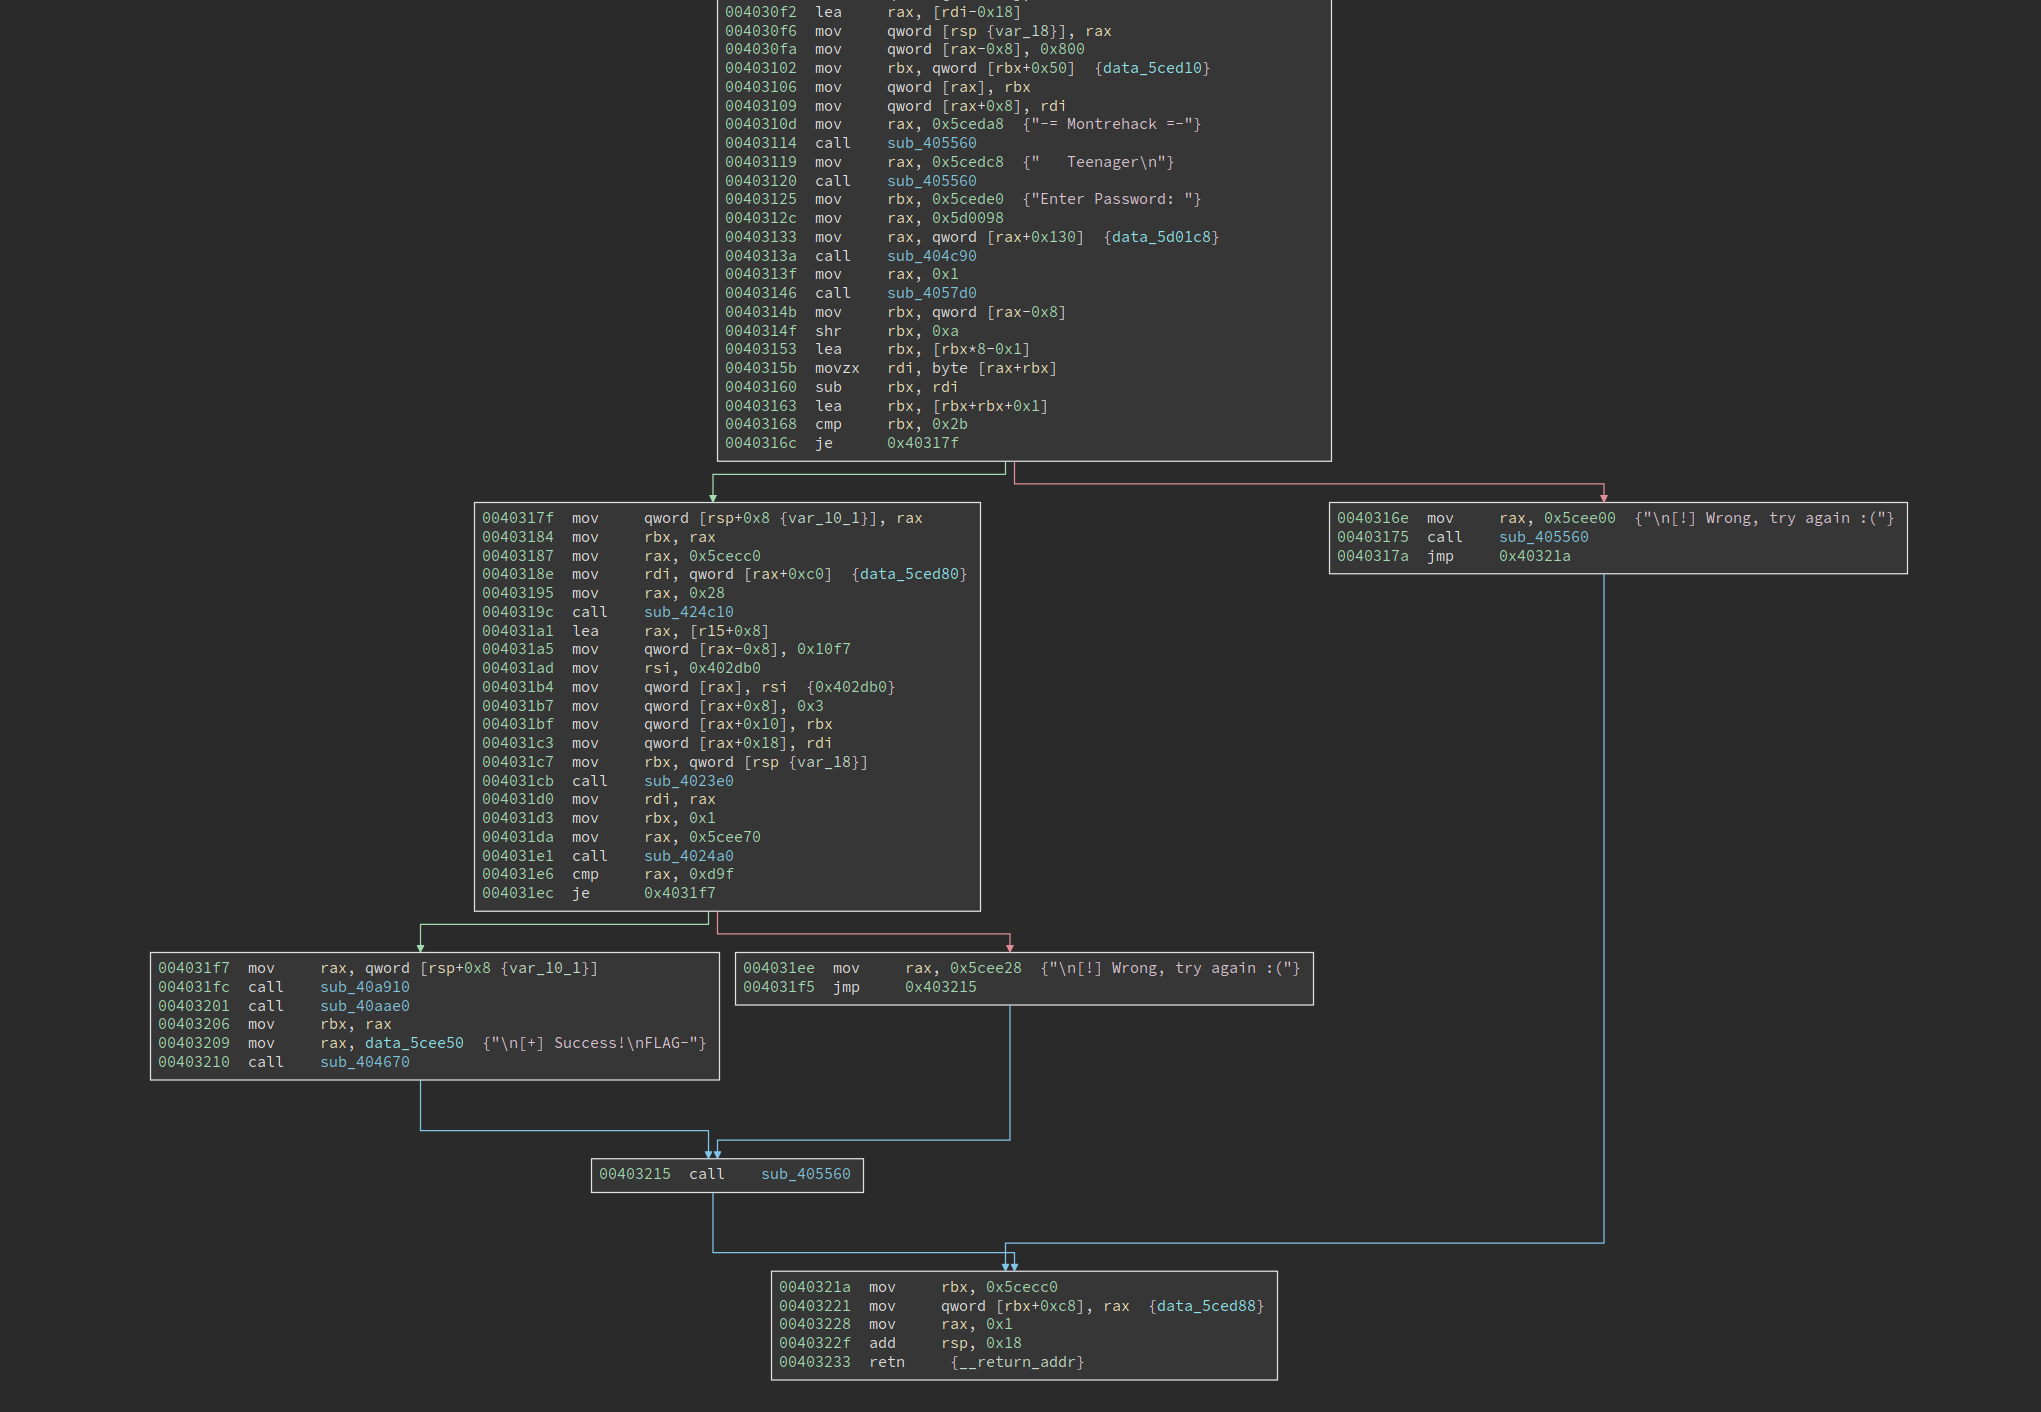 004030f2 lea rax, [rdi-0x18]
004030f6 mov qword [rsp {var_18}], rax
004030fa mov qword [rax-0x8], 0x800
00403102 mov rbx, qword [rbx+0x50] {data_5ced10}
00403106 mov qword [rax], rbx
00403109 mov qword [rax+0x8], rdi
0040310d mov rax, 0x5ceda8 {"-= Montrehack =-"}
00403114 call sub_405560
00403119 mov rax, 0x5cedc8 {"   Teenager\n"}
00403120 call sub_405560
00403125 mov rbx, 0x5cede0 {"Enter Password: "}
0040312c mov rax, 0x5d0098
00403133 mov rax, qword [rax+0x130] {data_5d01c8}
0040313a call sub_404c90
0040313f mov rax, 0x1
00403146 call sub_4057d0
0040314b mov rbx, qword [rax-0x8]
0040314f shr rbx, 0xa
00403153 lea rbx, [rbx*8-0x1]
0040315b movzx rdi, byte [rax+rbx]
00403160 sub rbx, rdi
00403163 lea rbx, [rbx+rbx+0x1]
00403168 cmp rbx, 0x2b
0040316c je 0x40317f
0040317f mov qword [rsp+0x8 {var_10_1}], rax
00403184 mov rbx, rax
00403187 mov rax, 0x5cecc0
0040318e mov rdi, qword [rax+0xc0] {data_5ced80}
00403195 mov rax, 0x28
0040319c call sub_424c10
004031a1 lea rax, [r15+0x8]
004031a5 mov qword [rax-0x8], 0x10f7
004031ad mov rsi, 0x402db0
004031b4 mov qword [rax], rsi {0x402db0}
004031b7 mov qword [rax+0x8], 0x3
004031bf mov qword [rax+0x10], rbx
004031c3 mov qword [rax+0x18], rdi
004031c7 mov rbx, qword [rsp {var_18}]
004031cb call sub_4023e0
004031d0 mov rdi, rax
004031d3 mov rbx, 0x1
004031da mov rax, 0x5cee70
004031e1 call sub_4024a0
004031e6 cmp rax, 0xd9f
004031ec je 0x4031f7
0040316e mov rax, 0x5cee00 {"\n[!] Wrong, try again :("}
00403175 call sub_405560
0040317a jmp 0x40321a
004031f7 mov rax, qword [rsp+0x8 {var_10_1}]
004031fc call sub_40a910
00403201 call sub_40aae0
00403206 mov rbx, rax
00403209 mov rax, data_5cee50 {"\n[+] Success!\nFLAG-"}
00403210 call sub_404670
004031ee mov rax, 0x5cee28 {"\n[!] Wrong, try again :("}
004031f5 jmp 0x403215
00403215 call sub_405560
0040321a mov rbx, 0x5cecc0
00403221 mov qword [rbx+0xc8], rax {data_5ced88}
00403228 mov rax, 0x1
0040322f add rsp, 0x18
00403233 retn {__return_addr}